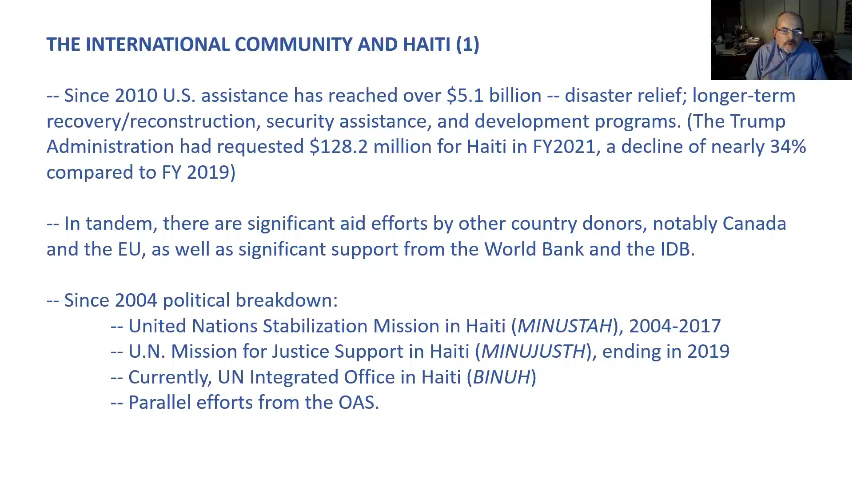 THE INTERNATIONAL COMMUNITY AND HAITI (1)
-- Since 2010 U.S. assistance has reached over $5.1 billion -- disaster relief; longer-term
recovery/reconstruction, security assistance, and development programs. (The Trump
Administration had requested $128.2 million for Haiti in FY2021, a decline of nearly 34%
compared to FY 2019)
-- In tandem, there are significant aid efforts by other country donors, notably Canada
and the EU, as well as significant support from the World Bank and the IDB.
-- Since 2004 political breakdown:
-- United Nations Stabilization Mission in Haiti (MINUSTAH), 2004-2017
-- U.N. Mission for Justice Support in Haiti (MINUJUSTH), ending in 2019
-- Currently, UN Integrated Office in Haiti (BINUH)
-- Parallel efforts from the OAS.